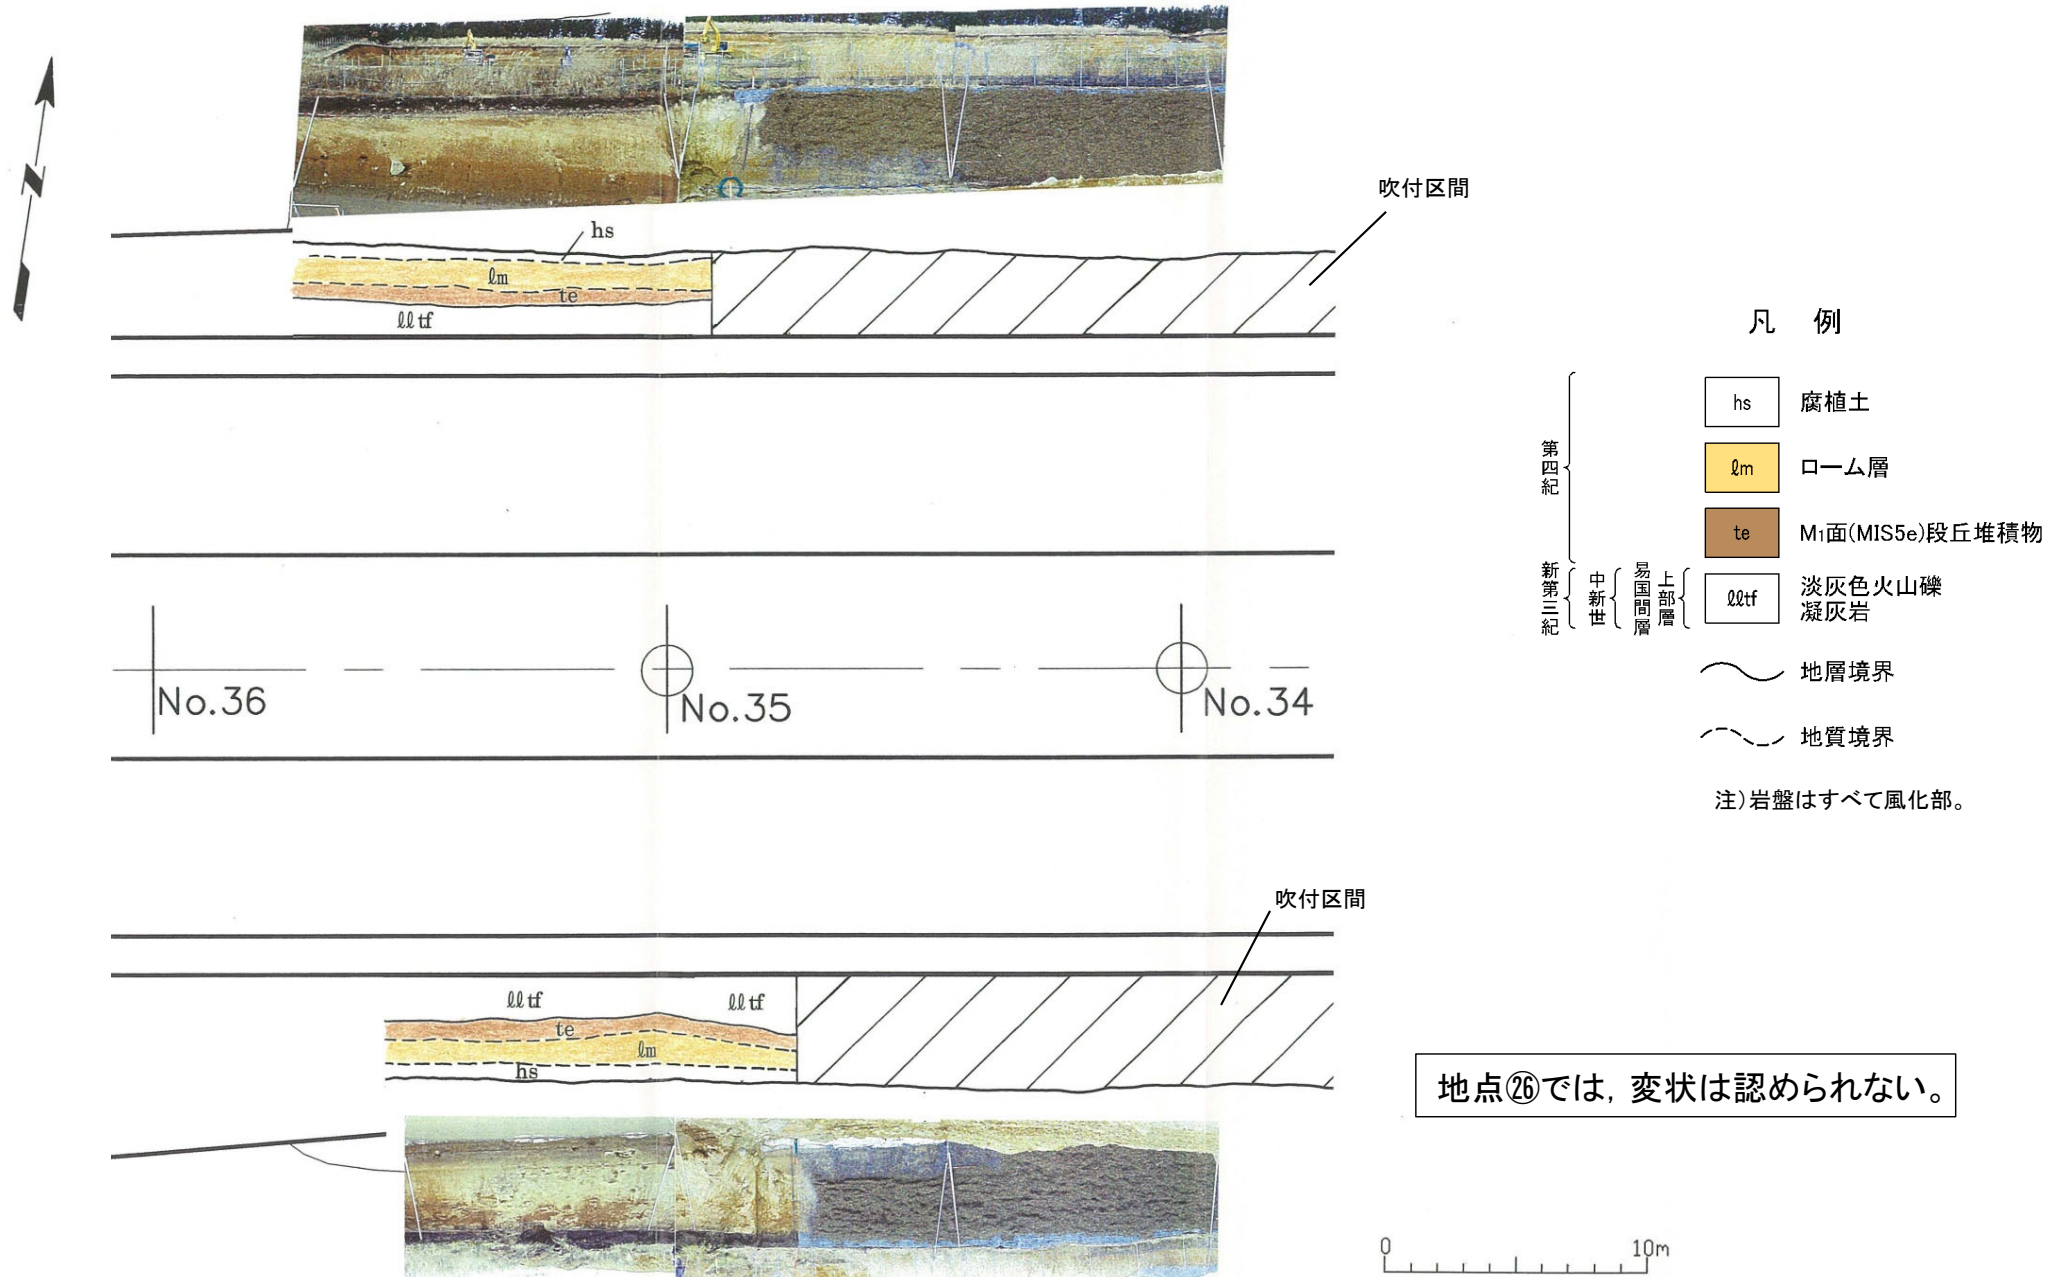 N
吹付区間
hs
ℓm
te
ℓℓtf
凡 例
hs 腐植土
ℓm ローム層
te M₁面(MIS5e)段丘堆積物
ℓℓtf 淡灰色火山礫
凝灰岩
第四紀
新第三紀
中新世
易国間層
上部層
地層境界
地質境界
注)岩盤はすべて風化部。
No.36
No.35
No.34
吹付区間
ℓℓtf
ℓℓtf
te
ℓm
hs
地点㉖では, 変状は認められない。
0 10m